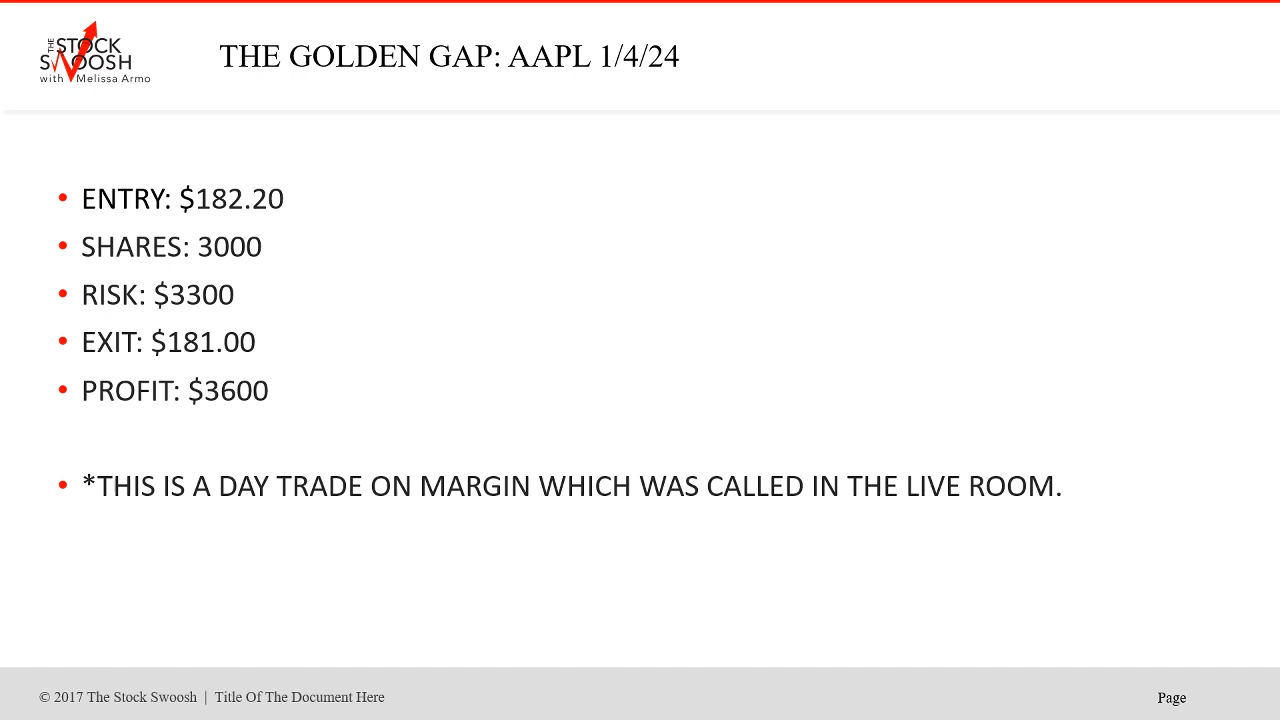 THE
STOCK
SWOOSH
with Melissa Armo
THE GOLDEN GAP: AAPL 1/4/24
• ENTRY: $182.20
• SHARES: 3000
• RISK: $3300
• EXIT: $181.00
• PROFIT: $3600
• *THIS IS A DAY TRADE ON MARGIN WHICH WAS CALLED IN THE LIVE ROOM.
© 2017 The Stock Swoosh | Title Of The Document Here
Page